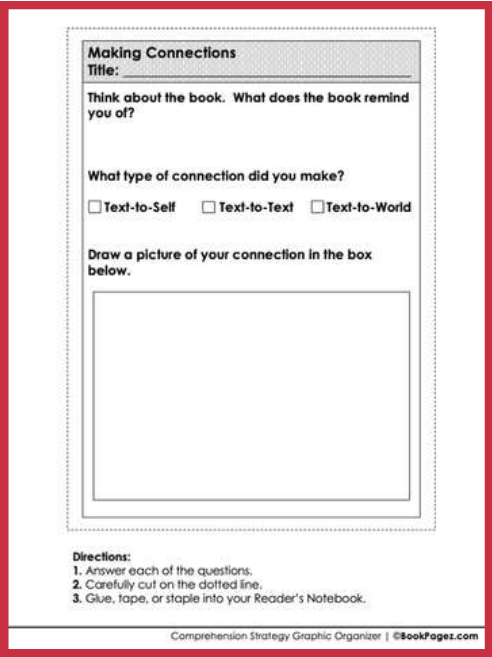 Making Connections
Title:
Think about the book. What does the book remind
you of?
What type of connection did you make?
Text-to-Self Text-to-Text Text-to-World
Draw a picture of your connection in the box
below.
Directions:
1. Answer each of the questions.
2. Carefully cut on the dotted line.
3. Glue, tape, or staple into your Reader's Notebook.
Comprehension Strategy Graphic Organizer | ©BookPagez.com